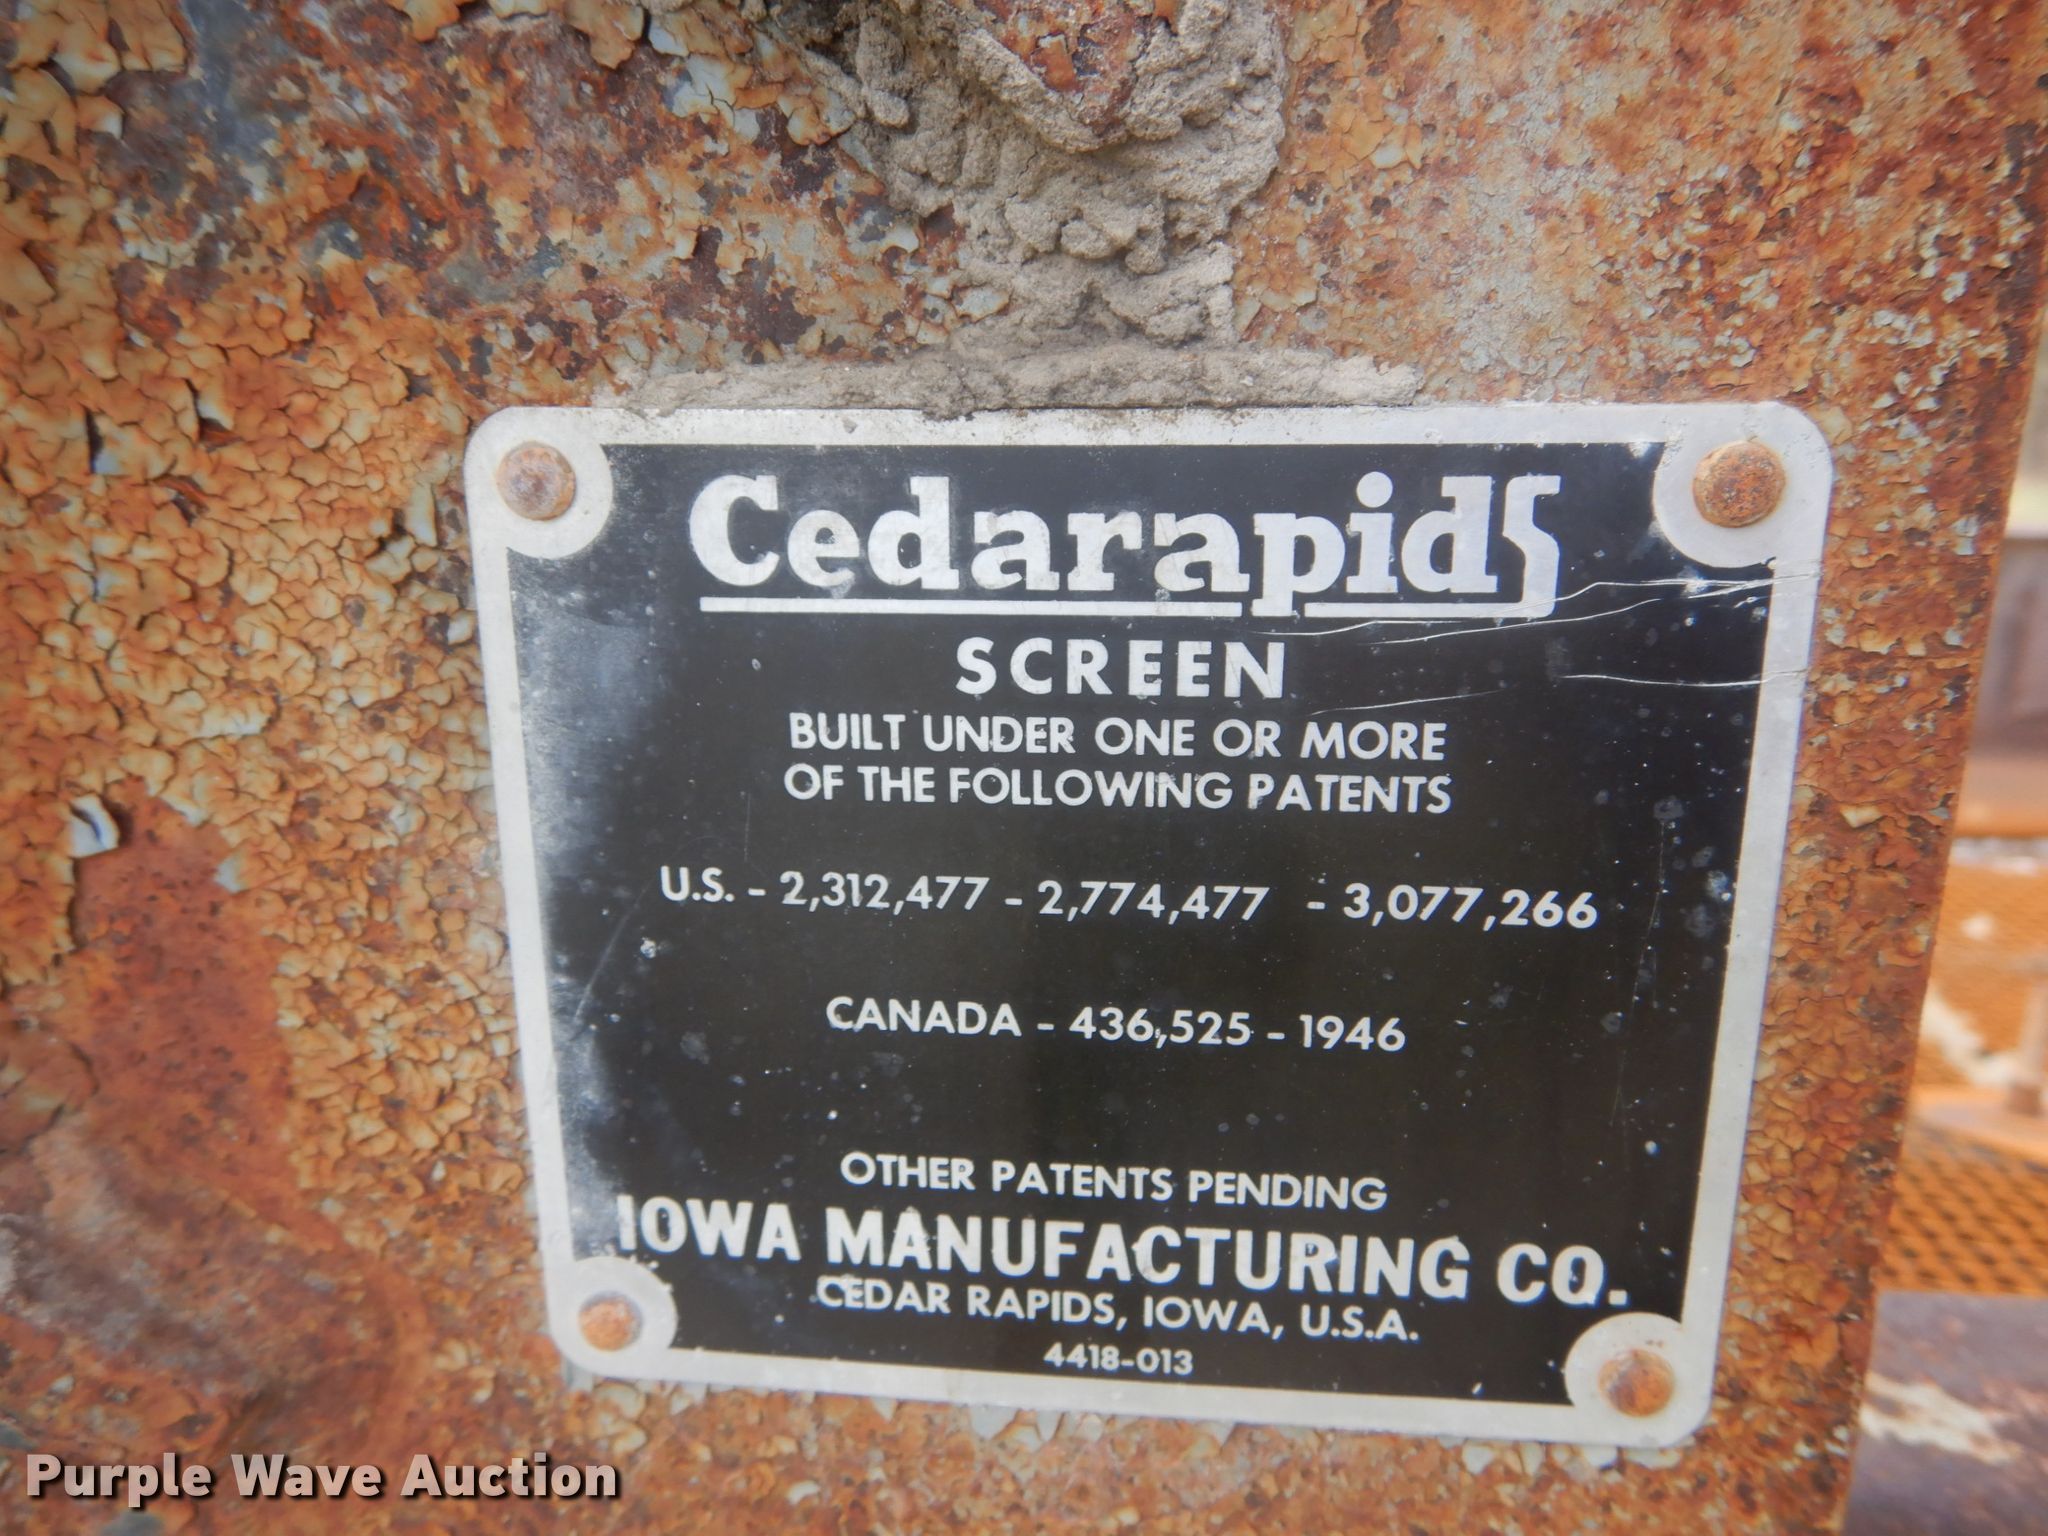 Cedarapids
SCREEN
BUILT UNDER ONE OR MORE
OF THE FOLLOWING PATENTS
U.S. - 2,312,477 - 2,774,477 - 3,077,266
CANADA - 436,525 - 1946
OTHER PATENTS PENDING
IOWA MANUFACTURING CO.
CEDAR RAPIDS, IOWA, U.S.A.
4418-013
Purple Wave Auction